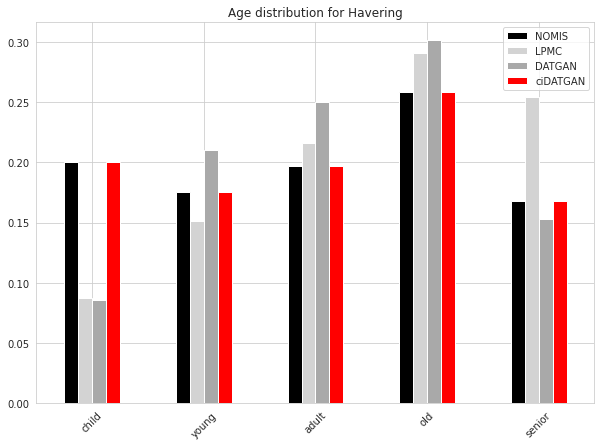 Age distribution for Havering
NOMIS
LPMC
DATGAN
ciDATGAN
0.30
0.25
0.20
0.15
0.10
0.05
0.00
child
young
adult
old
senior